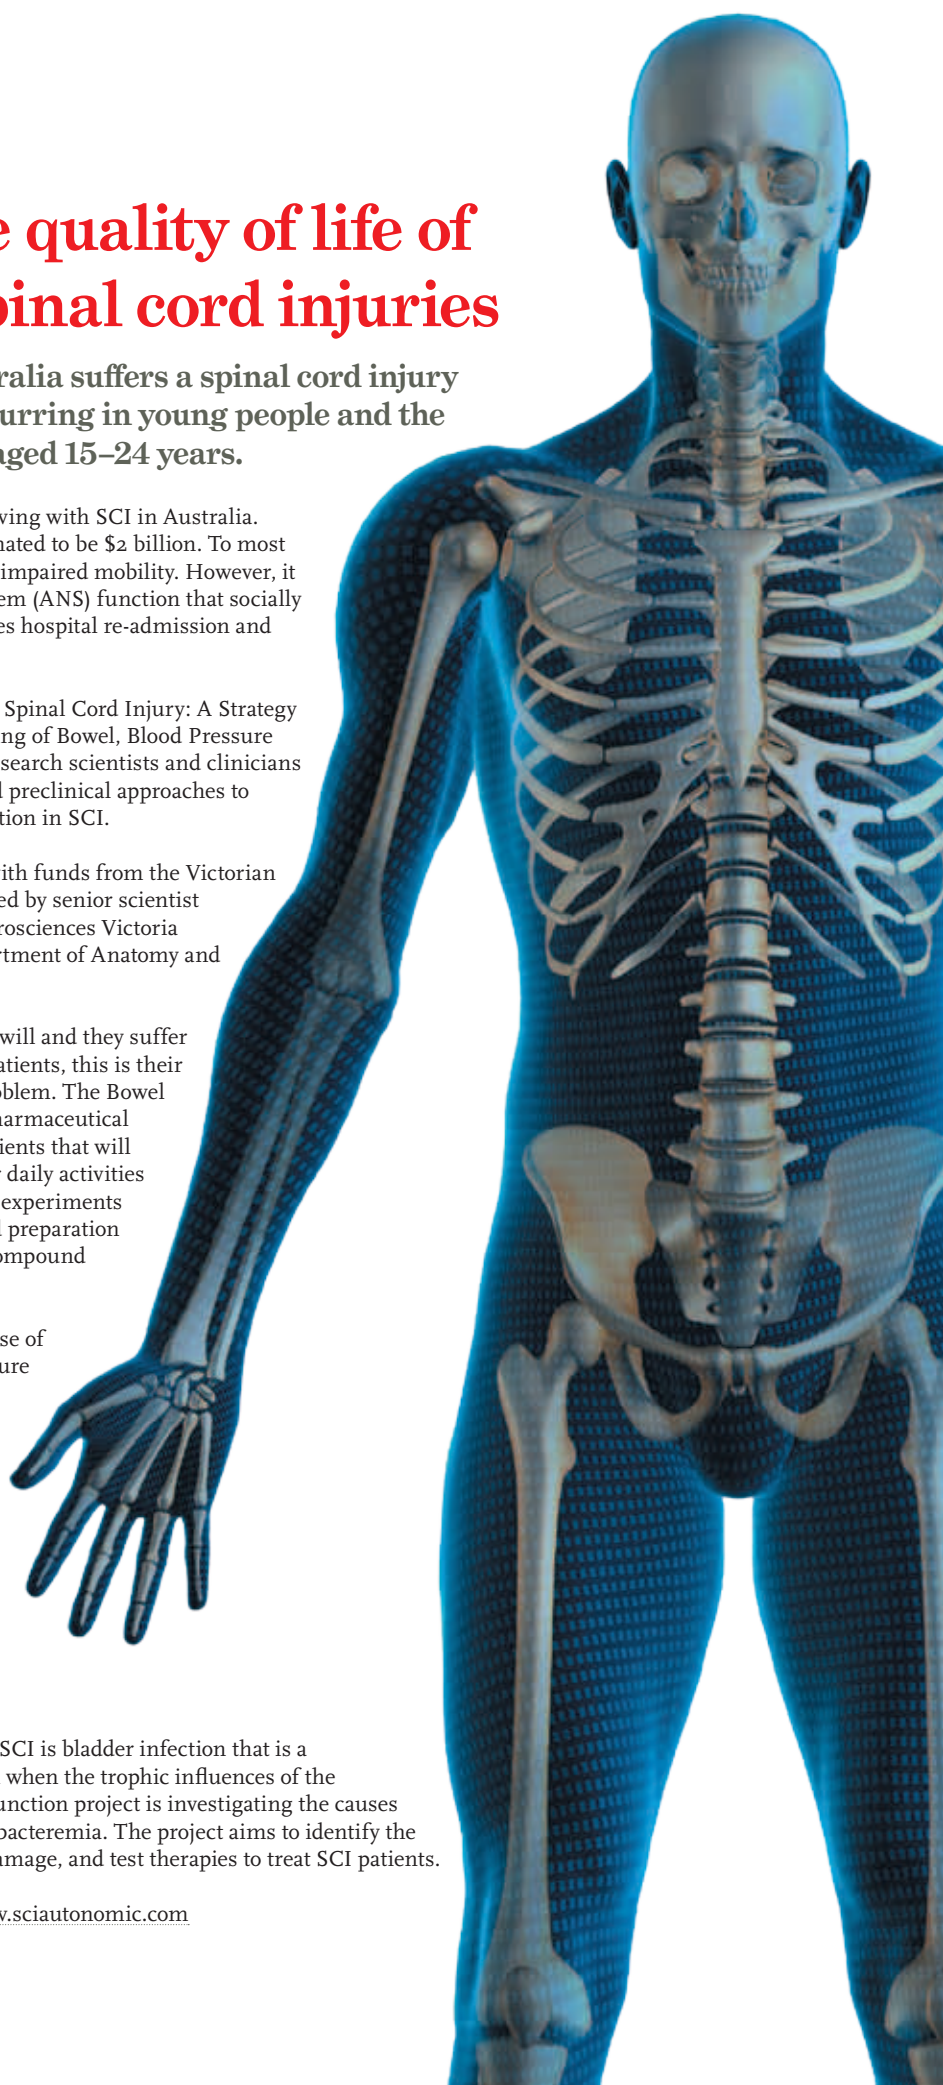 e quality of life of
pinal cord injuries
ralia suffers a spinal cord injury
urring in young people and the
aged 15–24 years.
ving with SCI in Australia.
nated to be $2 billion. To most
impaired mobility. However, it
em (ANS) function that socially
es hospital re-admission and
Spinal Cord Injury: A Strategy
ng of Bowel, Blood Pressure
search scientists and clinicians
l preclinical approaches to
tion in SCI.
ith funds from the Victorian
ed by senior scientist
rosciences Victoria
rtment of Anatomy and
will and they suffer
atients, this is their
oblem. The Bowel
harmaceutical
ients that will
r daily activities
experiments
l preparation
ompound
se of
ure
SCI is bladder infection that is a
when the trophic influences of the
unction project is investigating the causes
bacteremia. The project aims to identify the
amage, and test therapies to treat SCI patients.
w.sciautonomic.com